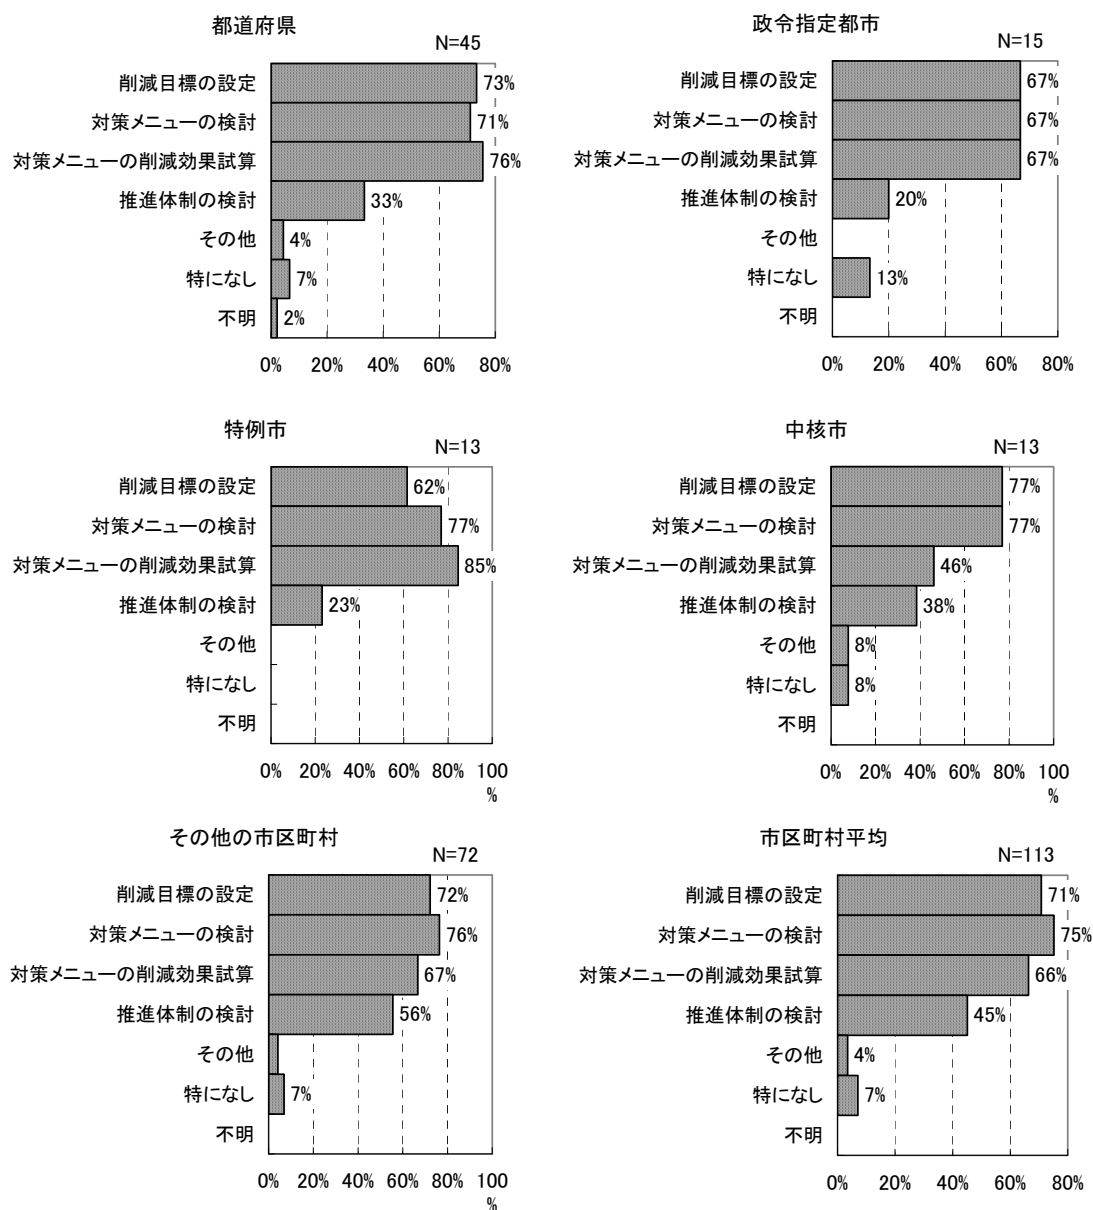 都道府県
N=45
削減目標の設定 73%
対策メニューの検討 71%
対策メニューの削減効果試算 76%
推進体制の検討 33%
その他 4%
特になし 7%
不明 2%
0% 20% 40% 60% 80%
政令指定都市
N=15
削減目標の設定 67%
対策メニューの検討 67%
対策メニューの削減効果試算 67%
推進体制の検討 20%
その他
特になし 13%
不明
0% 20% 40% 60% 80%
特例市
N=13
削減目標の設定 62%
対策メニューの検討 77%
対策メニューの削減効果試算 85%
推進体制の検討 23%
その他
特になし
不明
0% 20% 40% 60% 80% 100
%
中核市
N=13
削減目標の設定 77%
対策メニューの検討 77%
対策メニューの削減効果試算 46%
推進体制の検討 38%
その他 8%
特になし 8%
不明
0% 20% 40% 60% 80% 100
%
その他の市区町村
N=72
削減目標の設定 72%
対策メニューの検討 76%
対策メニューの削減効果試算 67%
推進体制の検討 56%
その他
特になし 7%
不明
0% 20% 40% 60% 80% 100
%
市区町村平均
N=113
削減目標の設定 71%
対策メニューの検討 75%
対策メニューの削減効果試算 66%
推進体制の検討 45%
その他 4%
特になし 7%
不明
0% 20% 40% 60% 80%